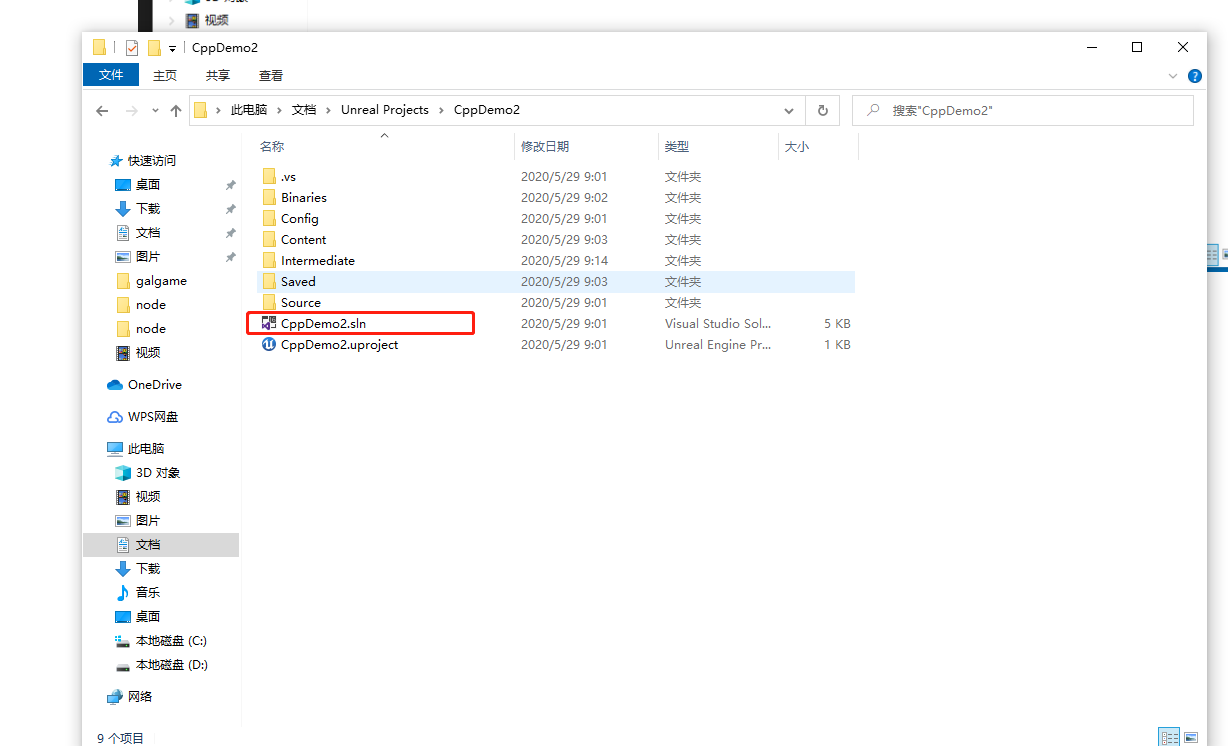 视频
CppDemo2
文件 主页 共享 查看
此电脑 文档 Unreal Projects CppDemo2 搜索"CppDemo2"
名称 修改日期 类型 大小
快速访问
桌面
下载
文档
图片
galgame
node
node
视频
OneDrive
WPS网盘
此电脑
3D 对象
视频
图片
文档
下载
音乐
桌面
本地磁盘 (C:)
本地磁盘 (D:)
网络
.vs 2020/5/29 9:01 文件夹
Binaries 2020/5/29 9:02 文件夹
Config 2020/5/29 9:01 文件夹
Content 2020/5/29 9:03 文件夹
Intermediate 2020/5/29 9:14 文件夹
Saved 2020/5/29 9:03 文件夹
Source 2020/5/29 9:01 文件夹
CppDemo2.sln 2020/5/29 9:01 Visual Studio Sol... 5 KB
CppDemo2.uproject 2020/5/29 9:01 Unreal Engine Pr... 1 KB
9 个项目